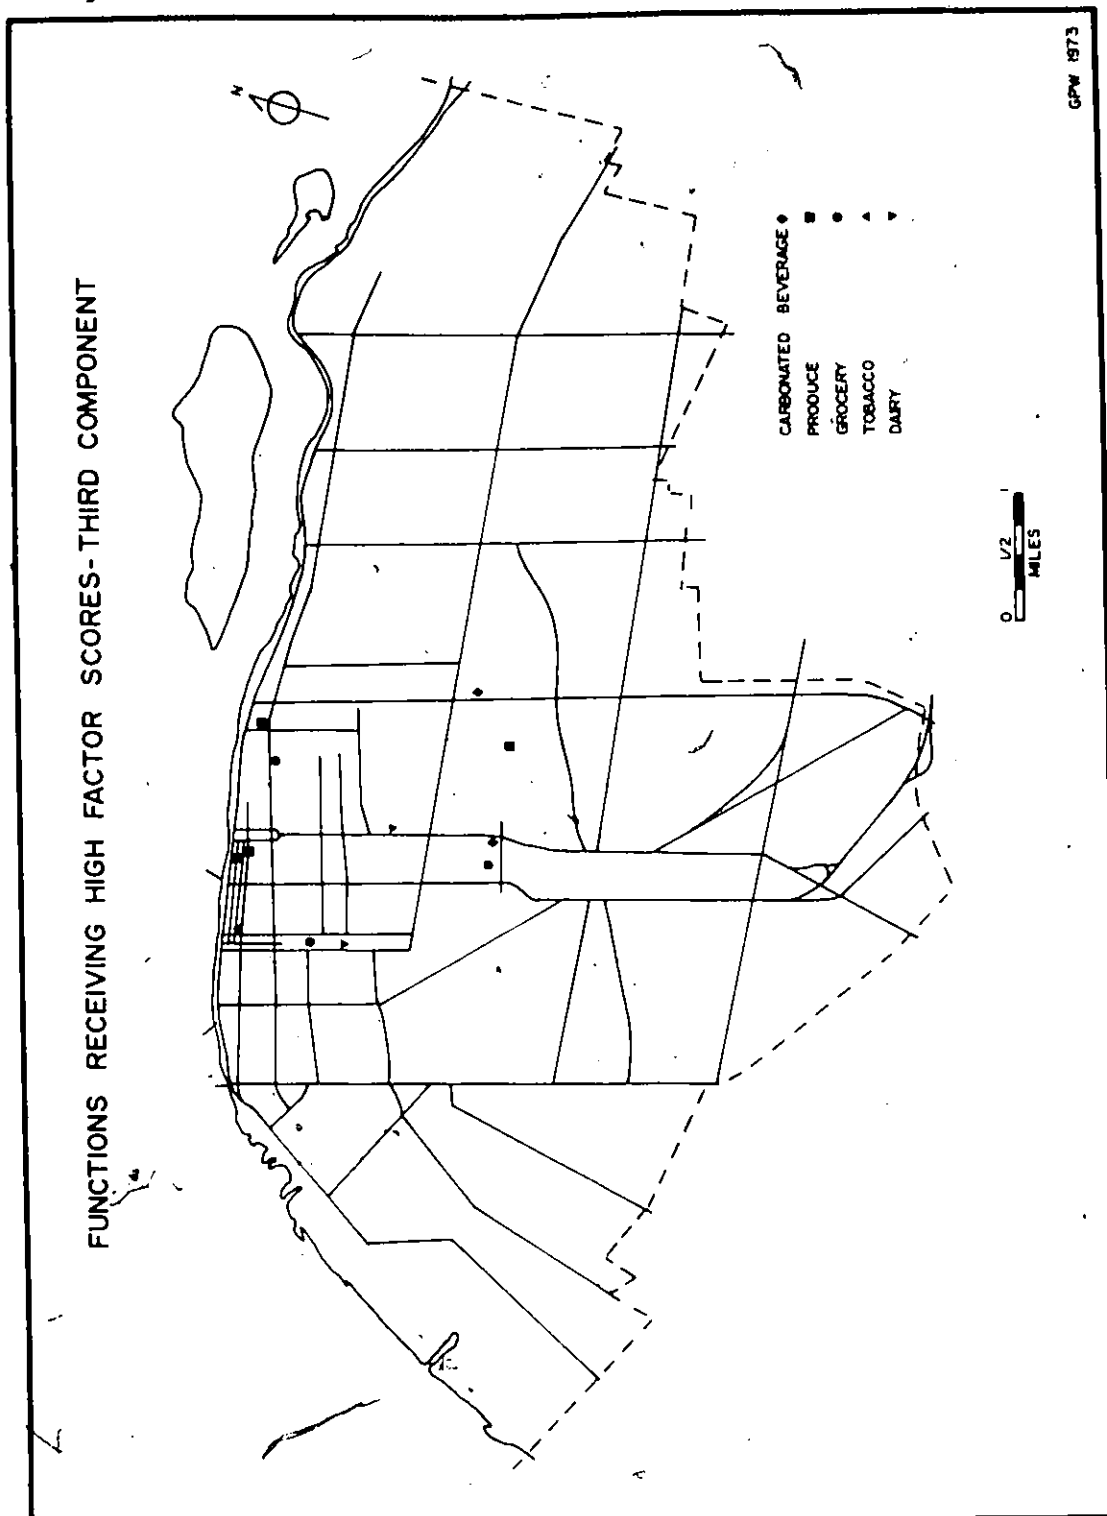 FUNCTIONS RECEIVING HIGH FACTOR SCORES-THIRD COMPONENT
N
CARBONATED BEVERAGE
PRODUCE
GROCERY
TOBACCO
DAIRY
0 1/2 1
MILES
GPW 1973